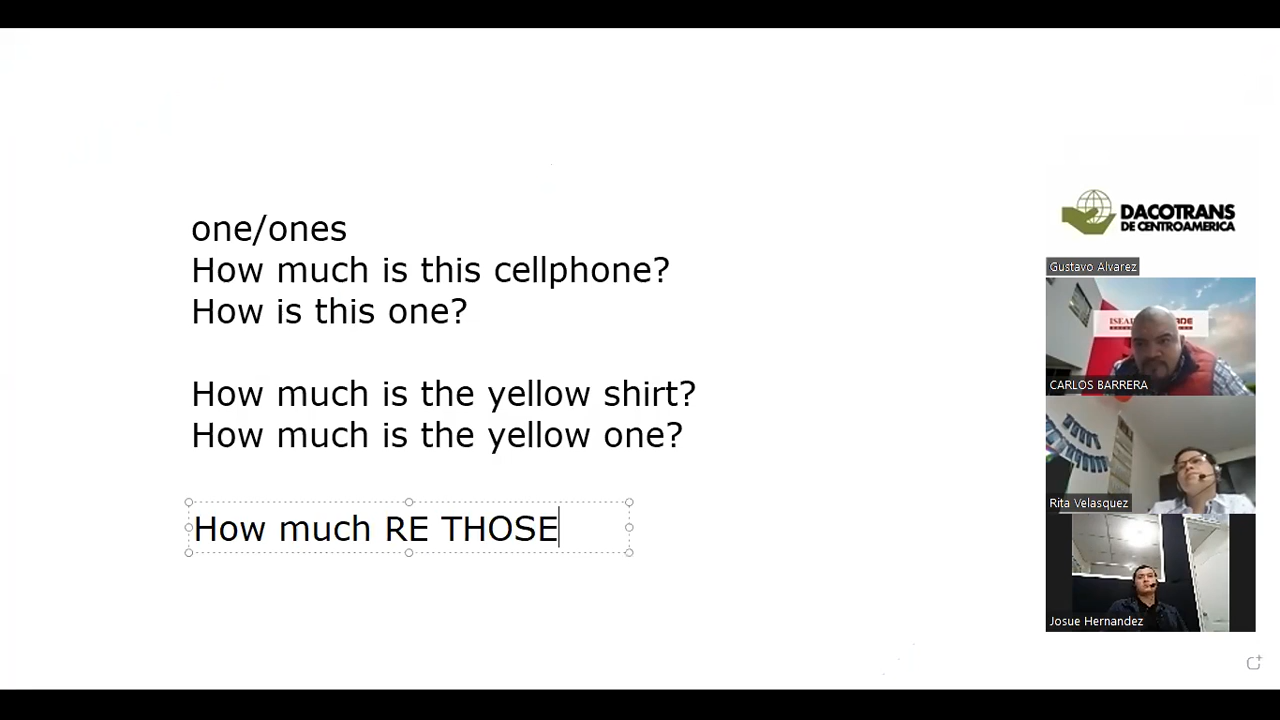 one/ones
How much is this cellphone?
How is this one?
How much is the yellow shirt?
How much is the yellow one?
How much RE THOSE
DACOTRANS
DE CENTROAMERICA
Gustavo Alvarez
CARLOS BARRERA
Rita Velasquez
Josue Hernandez